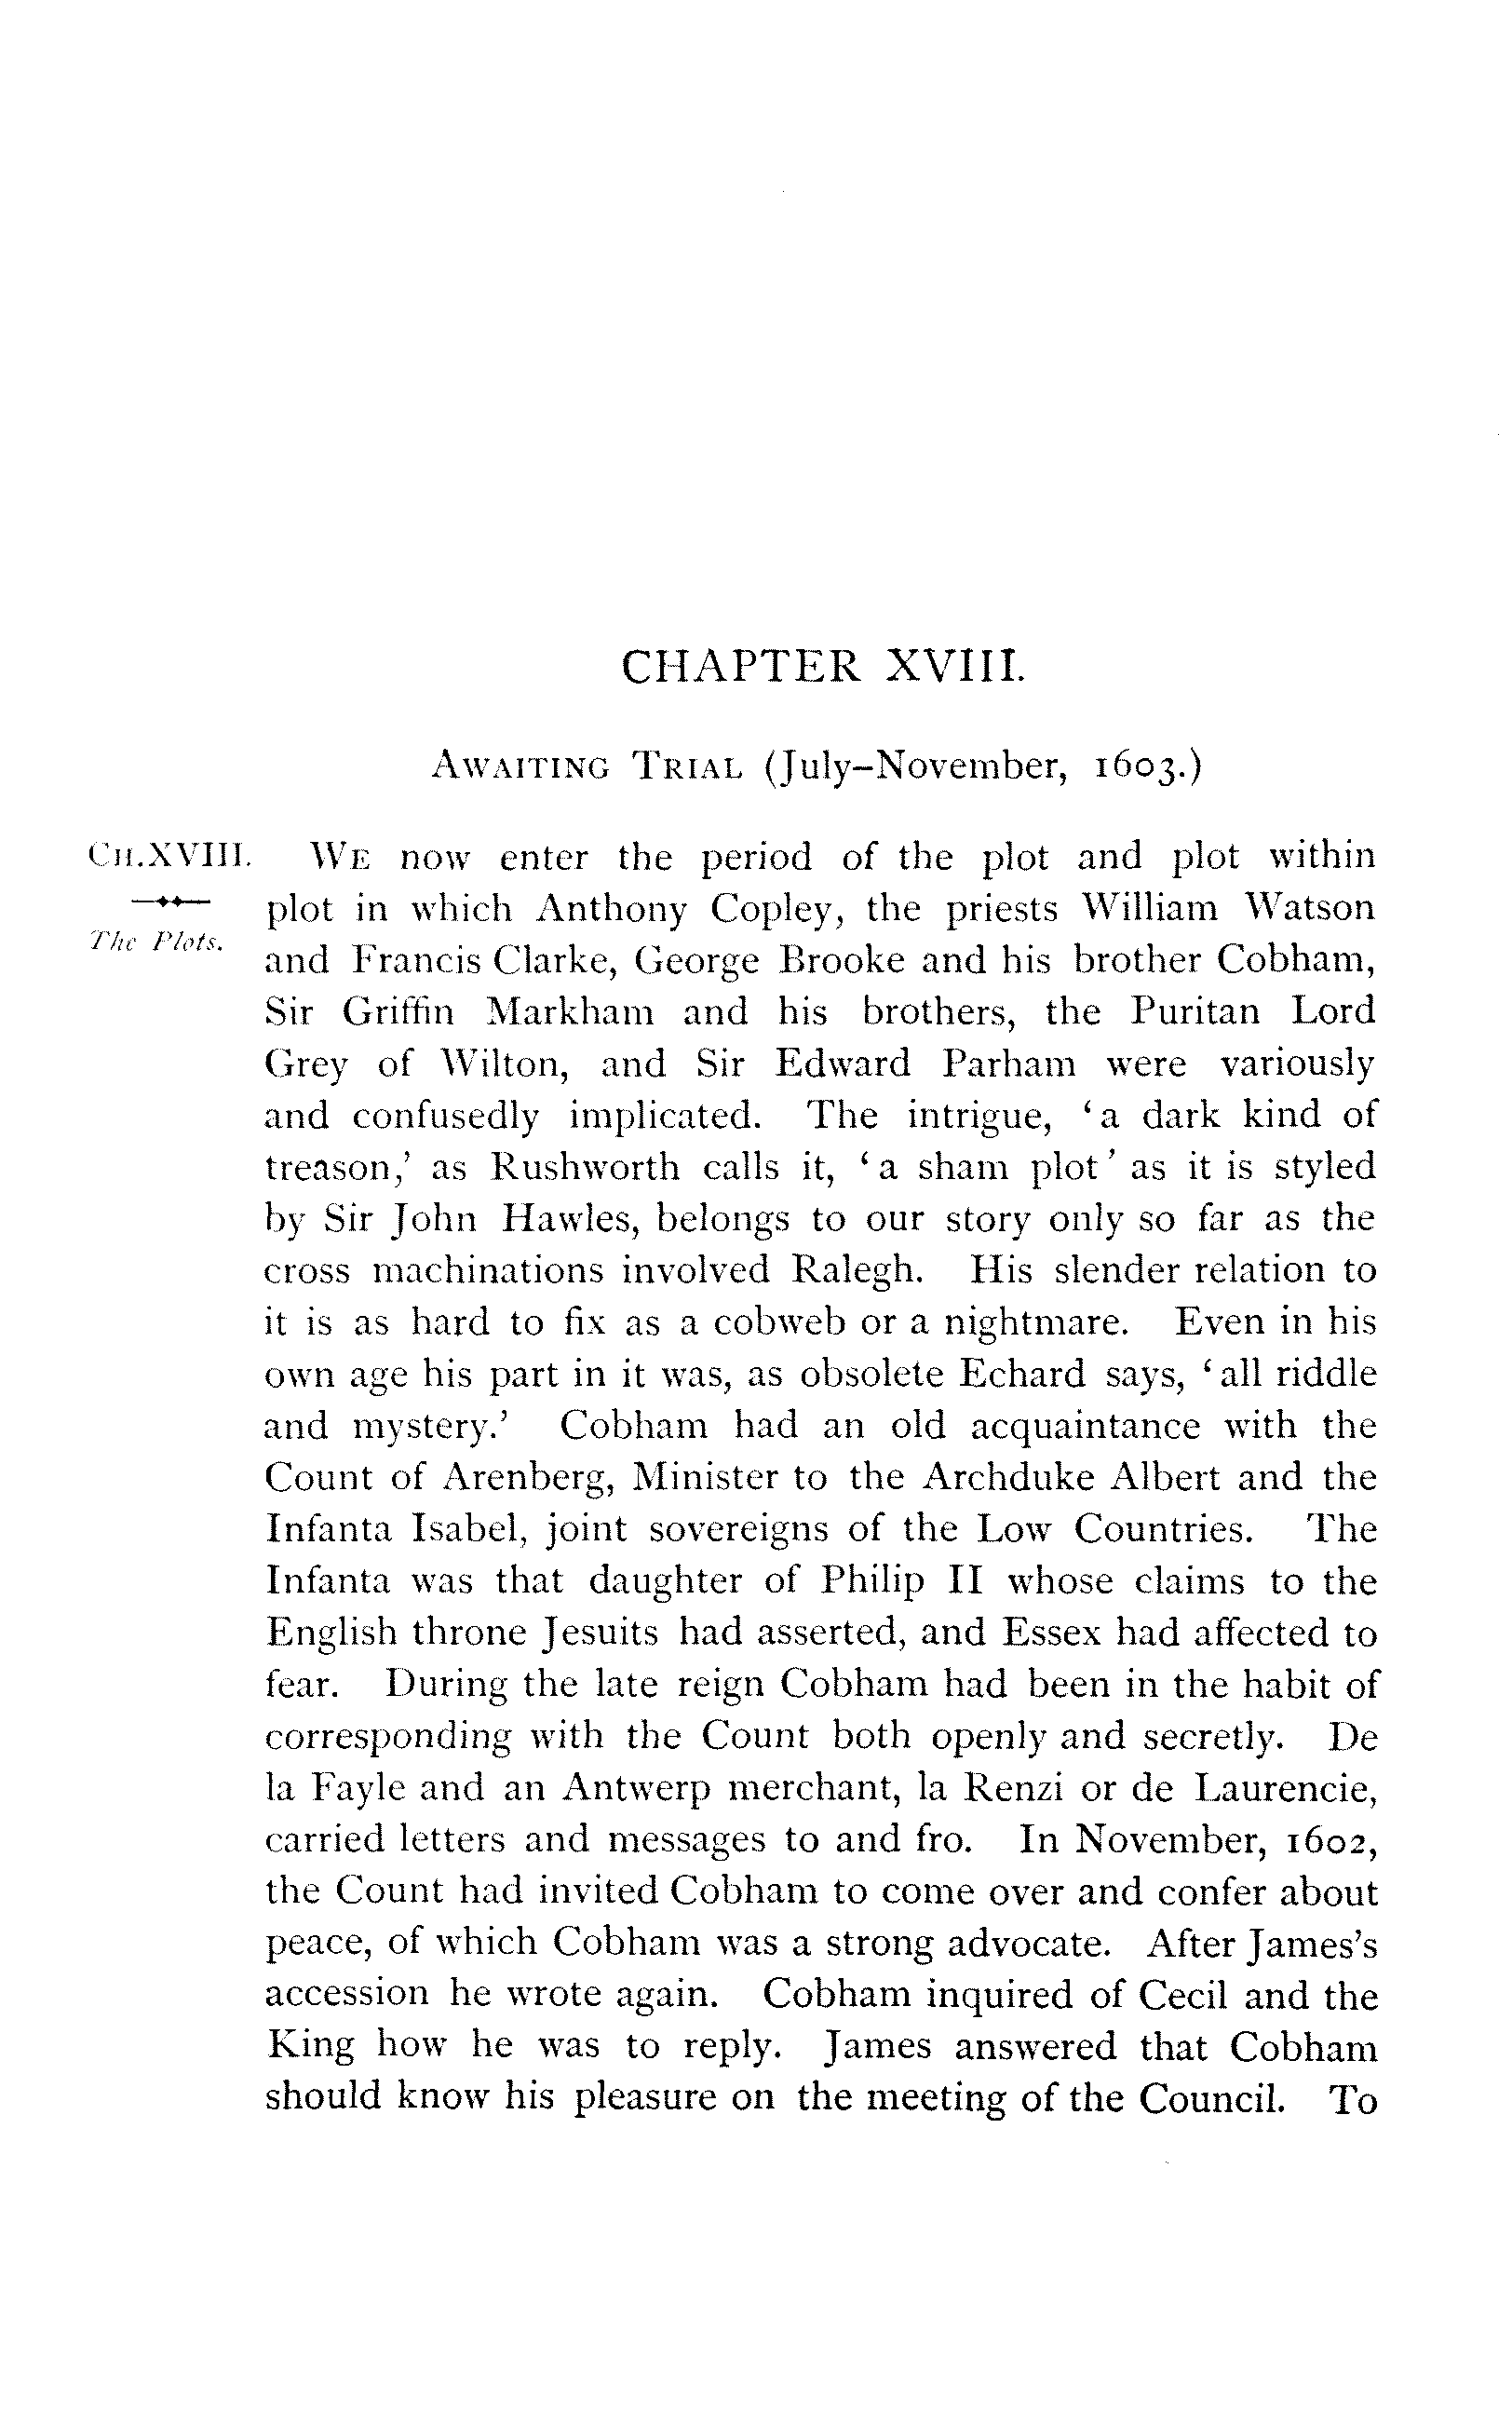 CHAPTER XVIII.
AWAITING TRIAL (July–November, 1603.)
CH.XVIII.
The Plots.
WE now enter the period of the plot and plot within
plot in which Anthony Copley, the priests William Watson
and Francis Clarke, George Brooke and his brother Cobham,
Sir Griffin Markham and his brothers, the Puritan Lord
Grey of Wilton, and Sir Edward Parham were variously
and confusedly implicated. The intrigue, ‘a dark kind of
treason,’ as Rushworth calls it, ‘a sham plot’ as it is styled
by Sir John Hawles, belongs to our story only so far as the
cross machinations involved Ralegh. His slender relation to
it is as hard to fix as a cobweb or a nightmare. Even in his
own age his part in it was, as obsolete Echard says, ‘all riddle
and mystery.’ Cobham had an old acquaintance with the
Count of Arenberg, Minister to the Archduke Albert and the
Infanta Isabel, joint sovereigns of the Low Countries. The
Infanta was that daughter of Philip II whose claims to the
English throne Jesuits had asserted, and Essex had affected to
fear. During the late reign Cobham had been in the habit of
corresponding with the Count both openly and secretly. De
la Fayle and an Antwerp merchant, la Renzi or de Laurencie,
carried letters and messages to and fro. In November, 1602,
the Count had invited Cobham to come over and confer about
peace, of which Cobham was a strong advocate. After James's
accession he wrote again. Cobham inquired of Cecil and the
King how he was to reply. James answered that Cobham
should know his pleasure on the meeting of the Council. To